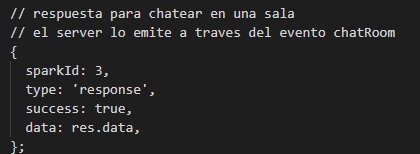 // respuesta para chatear en una sala
// el server lo emite a traves del evento chatRoom
{
  sparkId: 3,
  type: 'response',
  success: true,
  data: res.data,
};